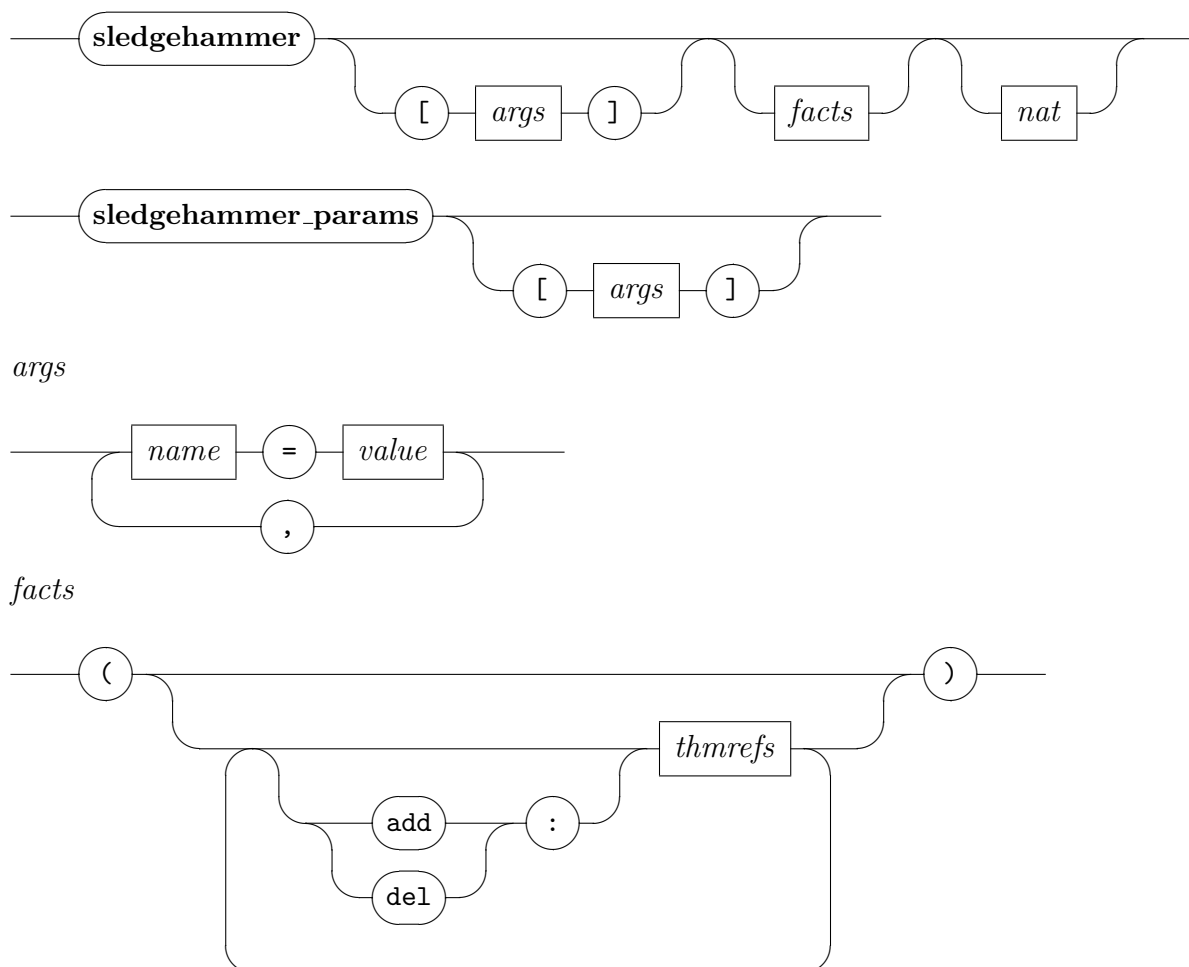 sledgehammer
[ args ] facts nat
sledgehammer_params
[ args ]
args
name = value
,
facts
( )
thmrefs
add :
del